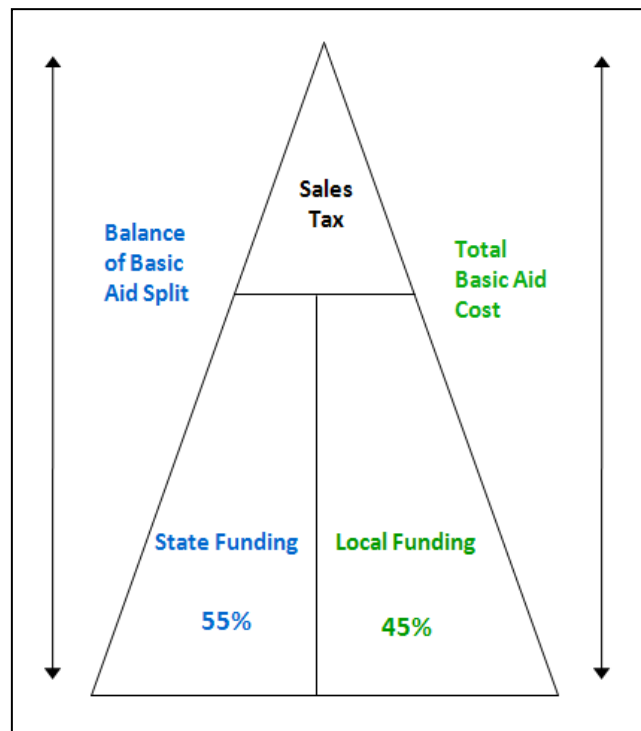 Sales
Tax
Balance
of Basic
Aid Split
Total
Basic Aid
Cost
State Funding
Local Funding
55%
45%